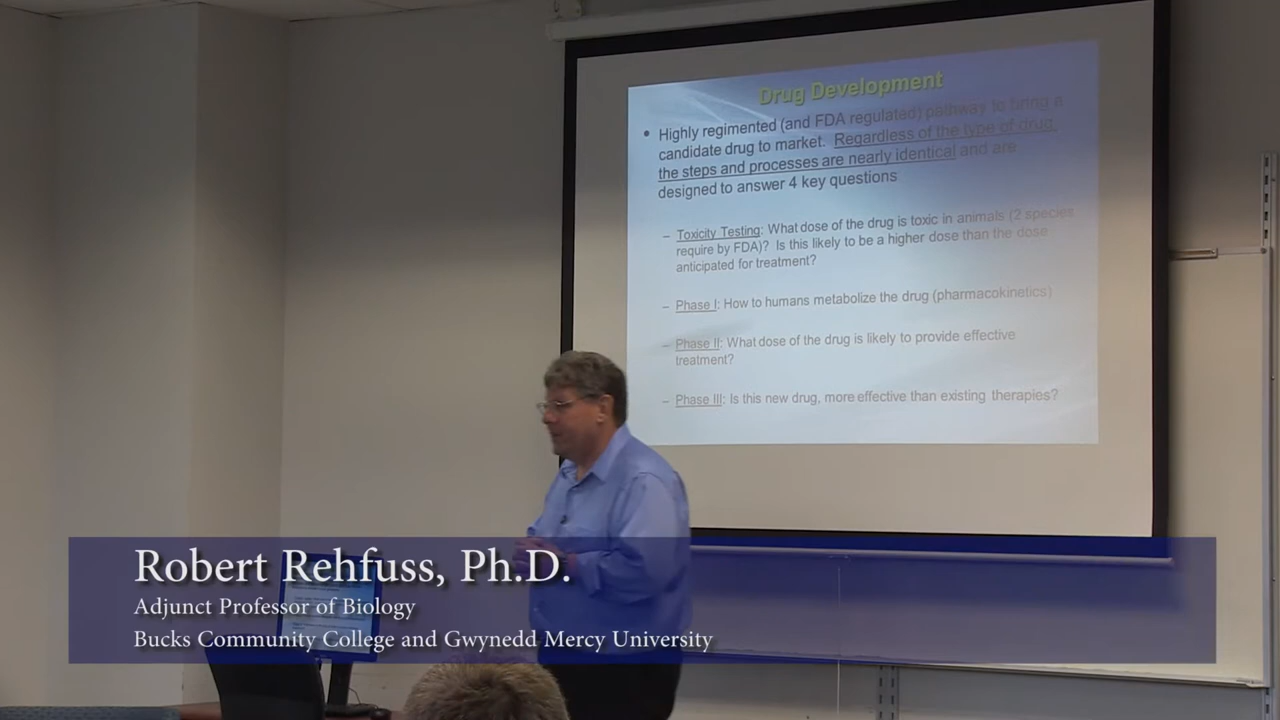 Drug Development
• Highly regimented (and FDA regulated) pathway to bring a
candidate drug to market. Regardless of the type of drug,
the steps and processes are nearly identical and are
designed to answer 4 key questions
– Toxicity Testing: What dose of the drug is toxic in animals (2 species
require by FDA)? Is this likely to be a higher dose than the dose
anticipated for treatment?
– Phase I: How to humans metabolize the drug (pharmacokinetics)
– Phase II: What dose of the drug is likely to provide effective
treatment?
– Phase III: Is this new drug, more effective than existing therapies?
Robert Rehfuss, Ph.D.
Adjunct Professor of Biology
Bucks Community College and Gwynedd Mercy University